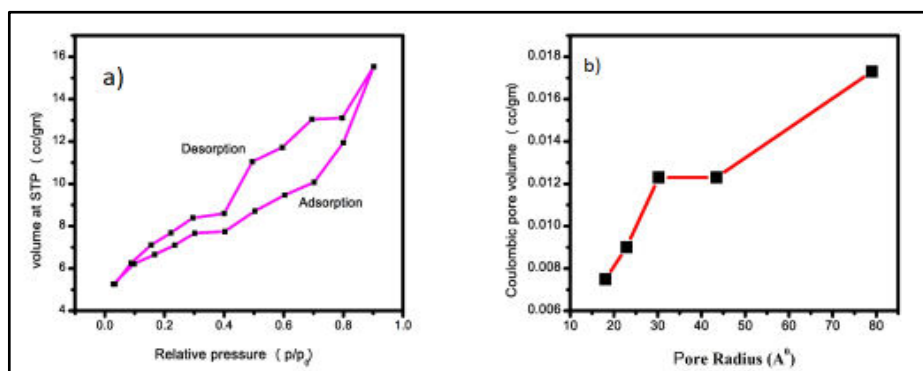 a)
volume at STP ( cc/gm)
16
14
12
10
8
6
4
Desorption
Adsorption
0.0 0.2 0.4 0.6 0.8 1.0
Relative pressure ( p/p₀)
b)
Coulombic pore volume ( cc/gm)
0.018
0.016
0.014
0.012
0.010
0.008
0.006
10 20 30 40 50 60 70 80 90
Pore Radius (A⁰)